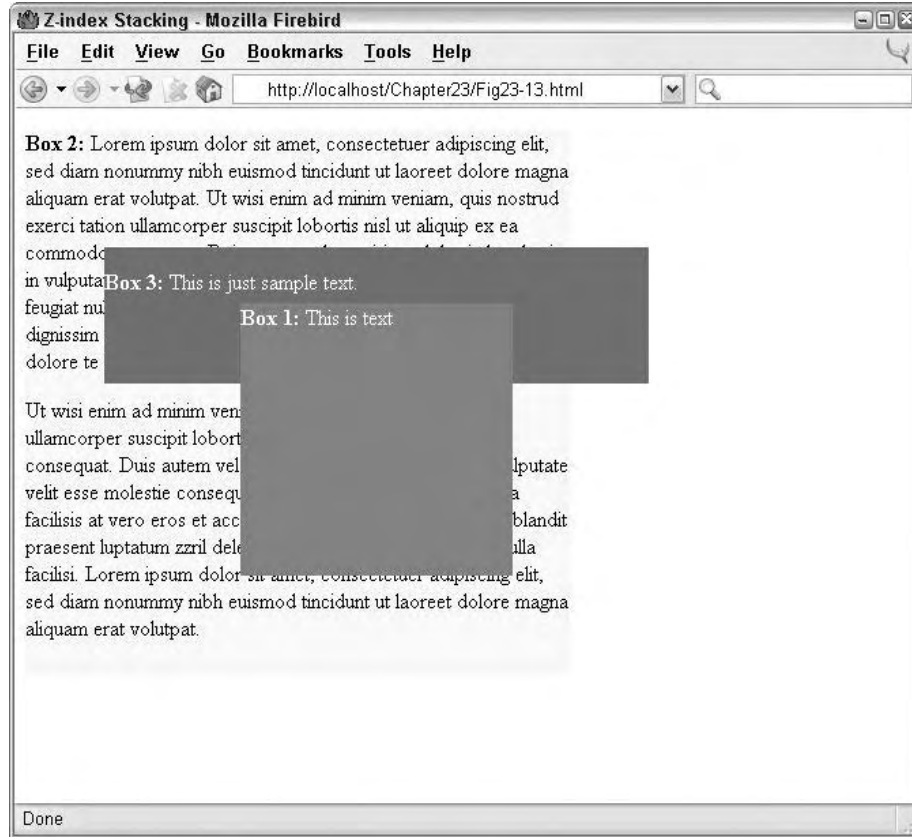 Z-index Stacking - Mozilla Firebird
File Edit View Go Bookmarks Tools Help
http://localhost/Chapter23/Fig23-13.html
Box 2: Lorem ipsum dolor sit amet, consectetuer adipiscing elit,
sed diam nonummy nibh euismod tincidunt ut laoreet dolore magna
aliquam erat volutpat. Ut wisi enim ad minim veniam, quis nostrud
exerci tation ullamcorper suscipit lobortis nisl ut aliquip ex ea
commodo
in vulputa
Box 3: This is just sample text.
feugiat nu
Box 1: This is text
dignissim
dolore te
Ut wisi enim ad minim ven
ullamcorper suscipit lobort
consequat. Duis autem vel lputate
velit esse molestie consequ a
facilisis at vero eros et acc blandit
praesent luptatum zzril dele ulla
facilisi. Lorem ipsum dolor sit amet, consectetuer adipiscing elit,
sed diam nonummy nibh euismod tincidunt ut laoreet dolore magna
aliquam erat volutpat.
Done